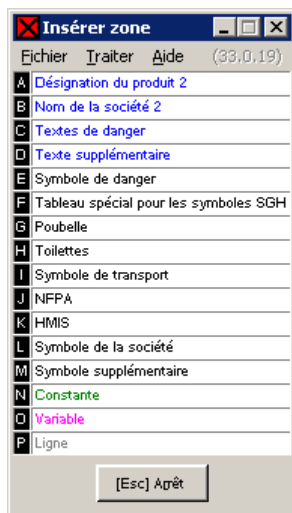 Insérer zone
Fichier Traiter Aide (33.0.19)
A Désignation du produit 2
B Nom de la société 2
C Textes de danger
D Texte supplémentaire
E Symbole de danger
F Tableau spécial pour les symboles SGH
G Poubelle
H Toilettes
I Symbole de transport
J NFPA
K HMIS
L Symbole de la société
M Symbole supplémentaire
N Constante
O Variable
P Ligne
[Esc] Arrêt